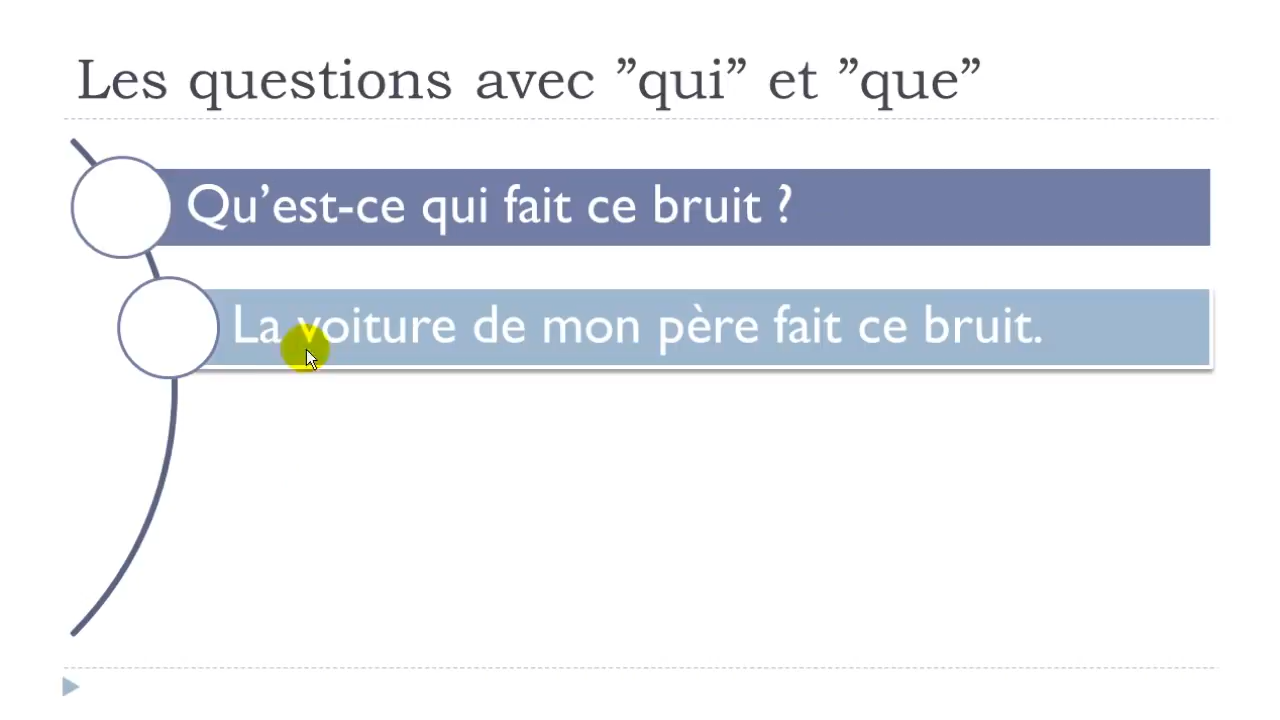 Les questions avec ”qui” et ”que”
Qu’est-ce qui fait ce bruit ?
La voiture de mon père fait ce bruit.